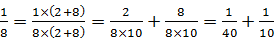 1/8 = 1×(2+8)/8×(2+8) = 2/8×10 + 8/8×10 = 1/40 + 1/10